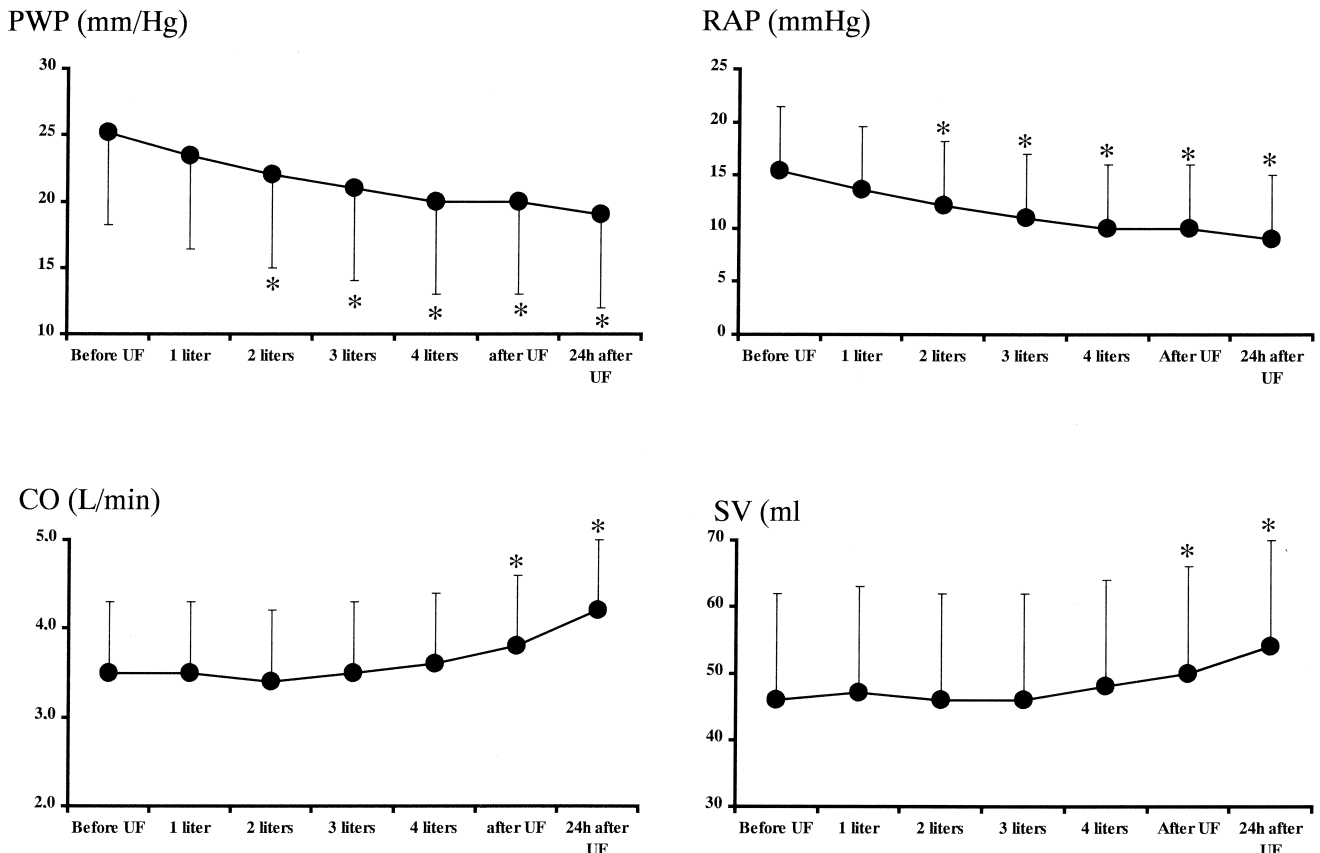 PWP (mm/Hg)
30
25
20
15
10
* * * * *
Before UF 1 liter 2 liters 3 liters 4 liters after UF 24h after
UF
RAP (mmHg)
25
20
15
10
5
0
* * * * *
Before UF 1 liter 2 liters 3 liters 4 liters After UF 24h after
UF
CO (L/min)
5.0
4.0
3.0
2.0
* *
Before UF 1 liter 2 liters 3 liters 4 liters after UF 24h after
UF
SV (ml
70
60
50
40
30
* *
Before UF 1 liter 2 liters 3 liters 4 liters After UF 24h after
UF